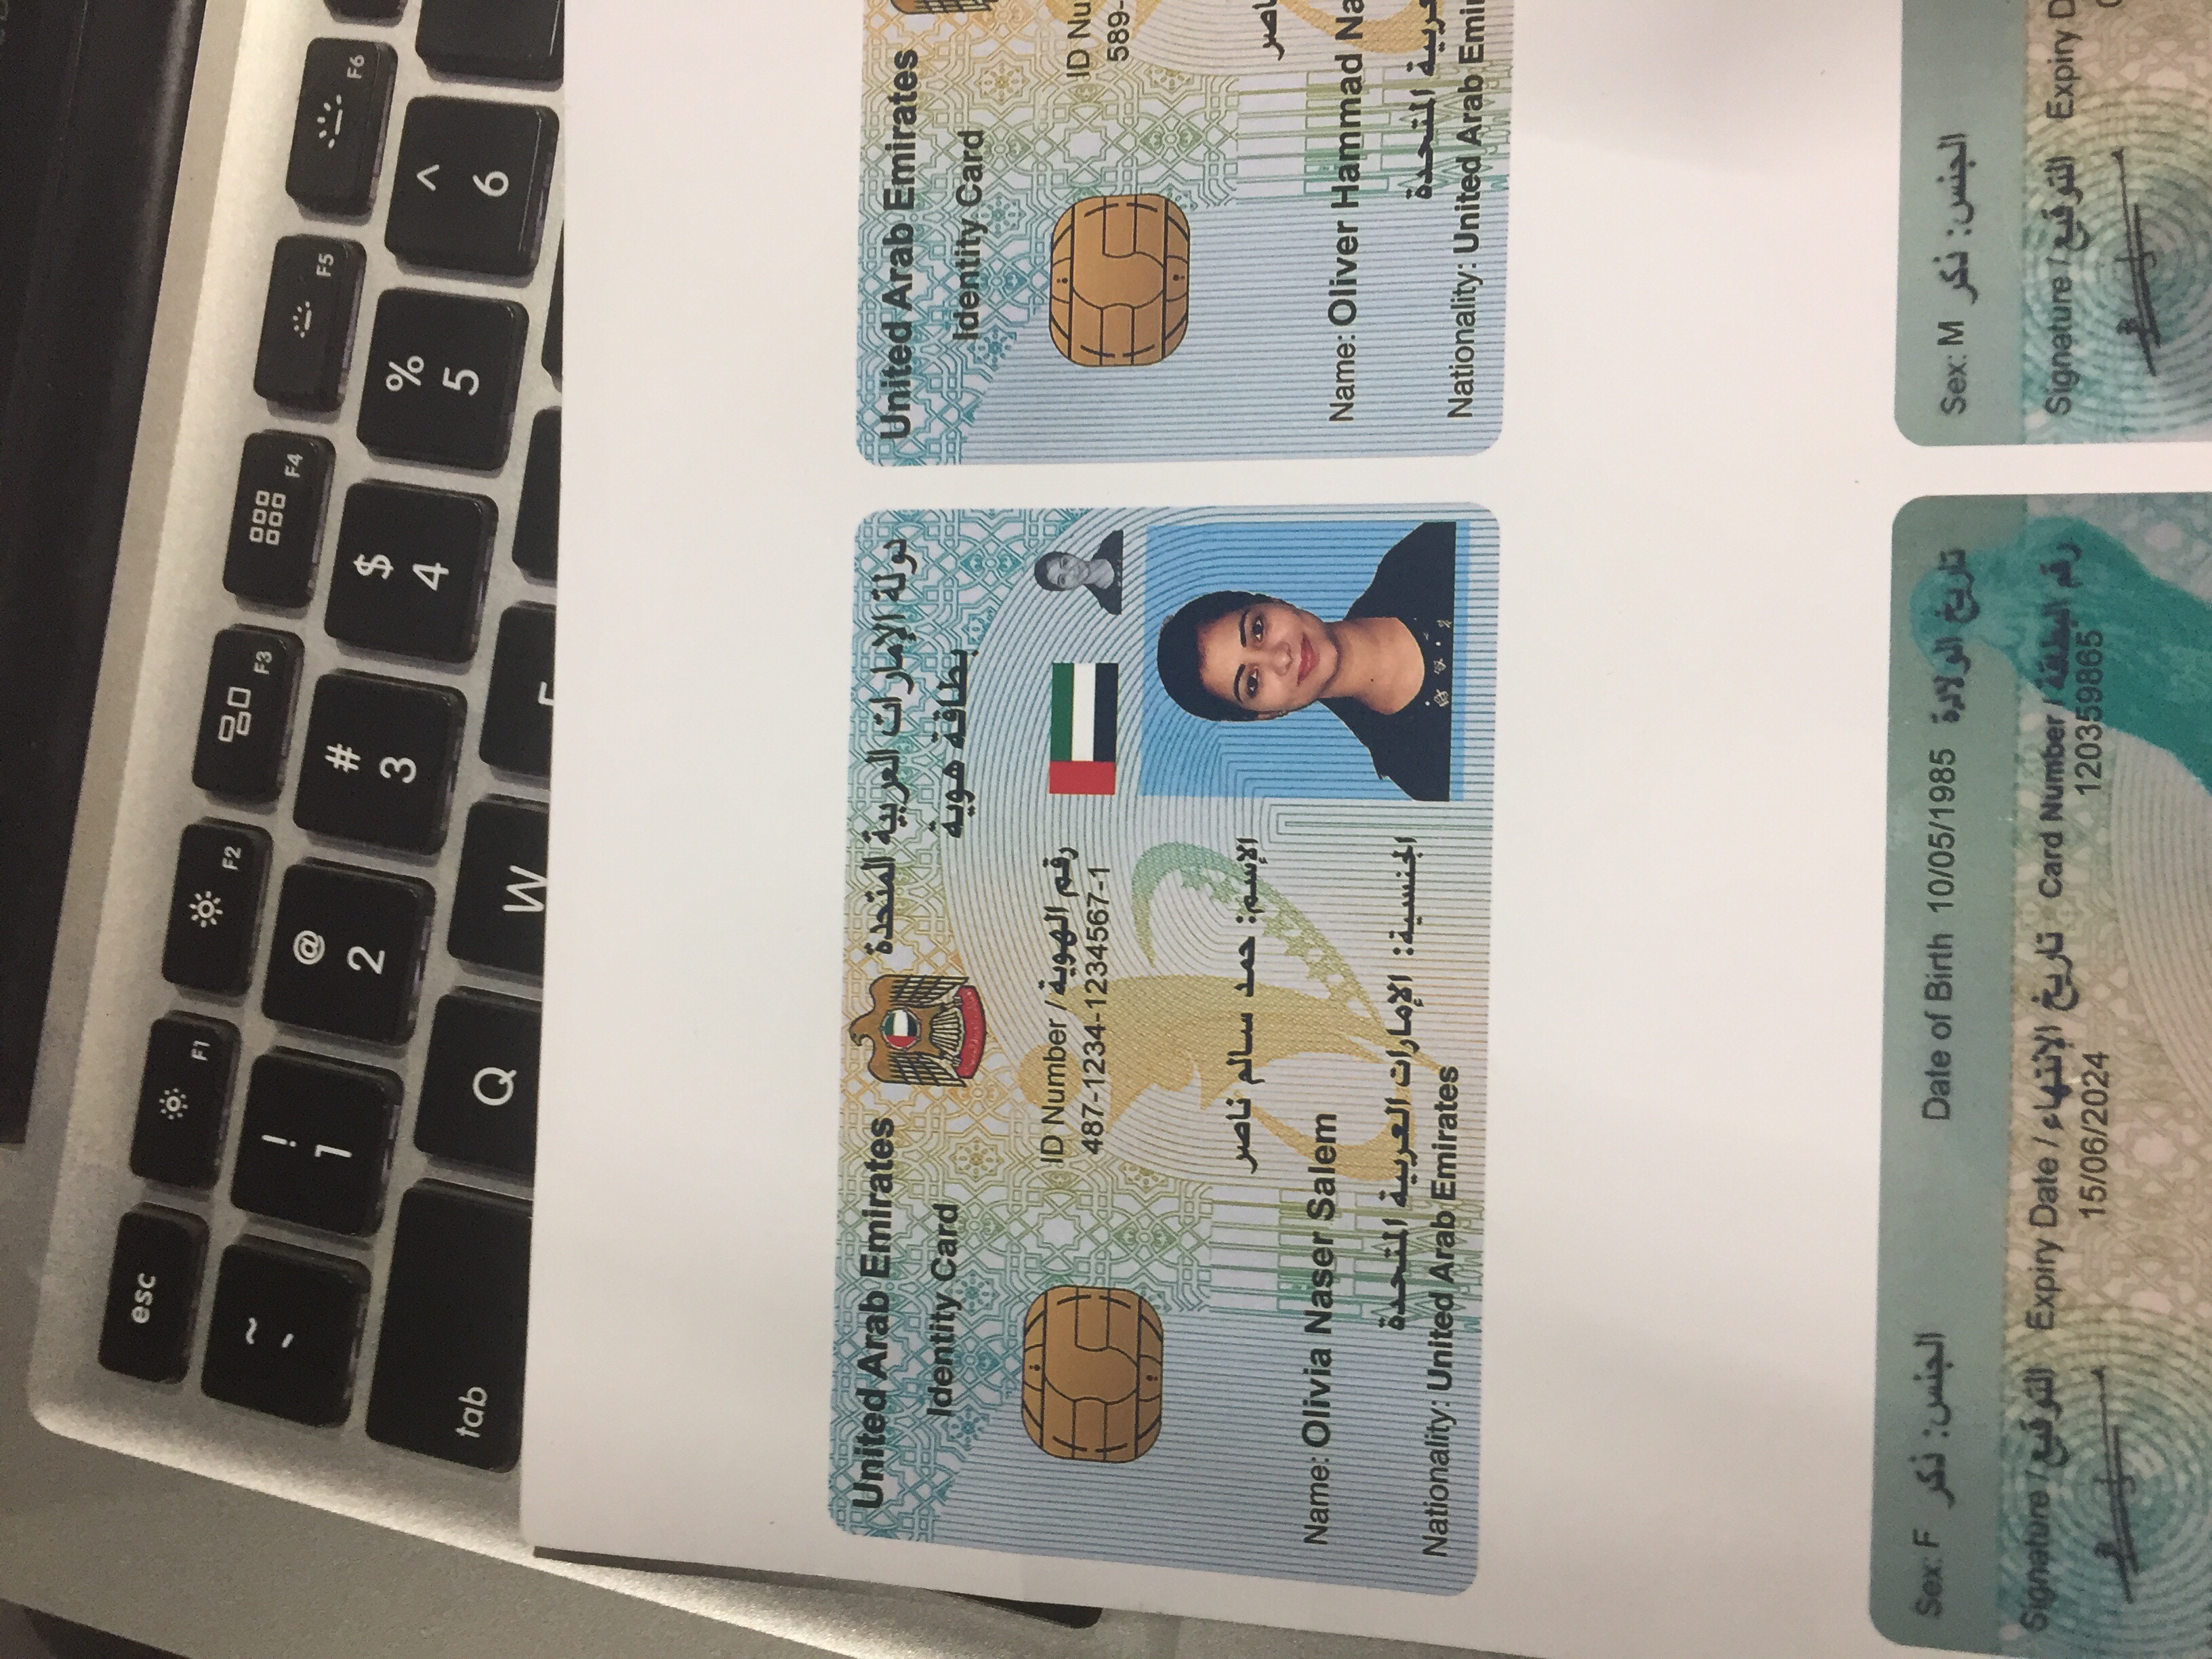 esc
F1
F2
F3
F4
F5
F6
~
`
!
1
@
2
#
3
$
4
%
5
^
6
tab
Q
W
United Arab Emirates
دولة الإمارات العربية المتحدة
Identity Card
بطاقة هوية
ID Number / رقم الهوية
487-1234-1234567-1
الإسم: حمد سالم ناصر
Name: Olivia Naser Salem
الجنسية: الإمارات العربية المتحدة
Nationality: United Arab Emirates
United Arab Emirates
Identity Card
ID Nu
589-
ناصر
Name: Oliver Hammad Na
المتحدة
Nationality: United Arab Emi
Sex: F الجنس: ذكر
Date of Birth 10/05/1985 تاريخ الولادة
Signature / التوقيع
Expiry Date / تاريخ الإنتهاء
15/06/2024
Card Number / رقم البطاقة
120359865
Sex: M الجنس: ذكر
Signature / التوقيع
Expiry D